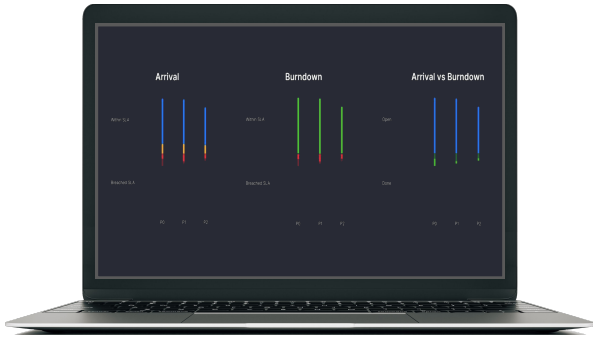 Arrival
Burndown
Arrival vs Burndown
Within SLA
Within SLA
Open
Breached SLA
Breached SLA
Done
P0
P1
P2
P0
P1
P2
P0
P1
P2